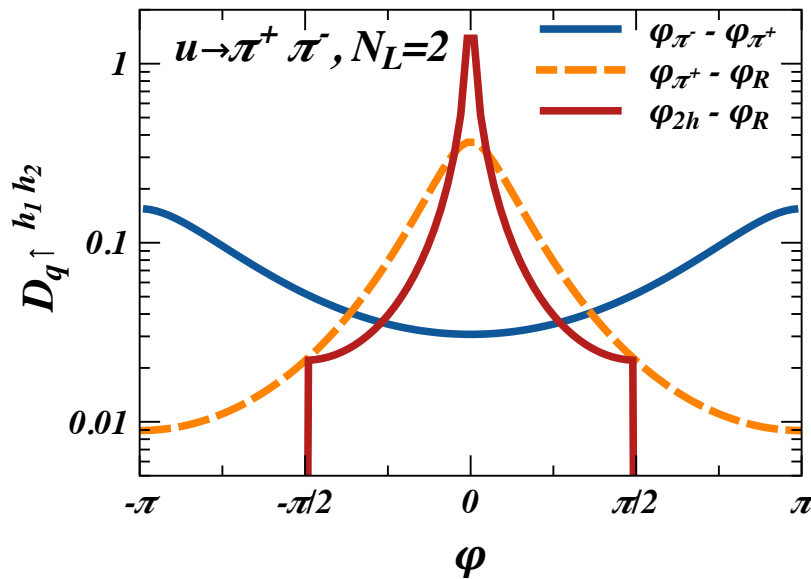 u→π⁺ π⁻, N_L=2
φ_π⁻ - φ_π⁺
φ_π⁺ - φ_R
φ_2h - φ_R
D_q↑ ^h₁ h₂
1
0.1
0.01
-π
-π/2
0
π/2
π
φ